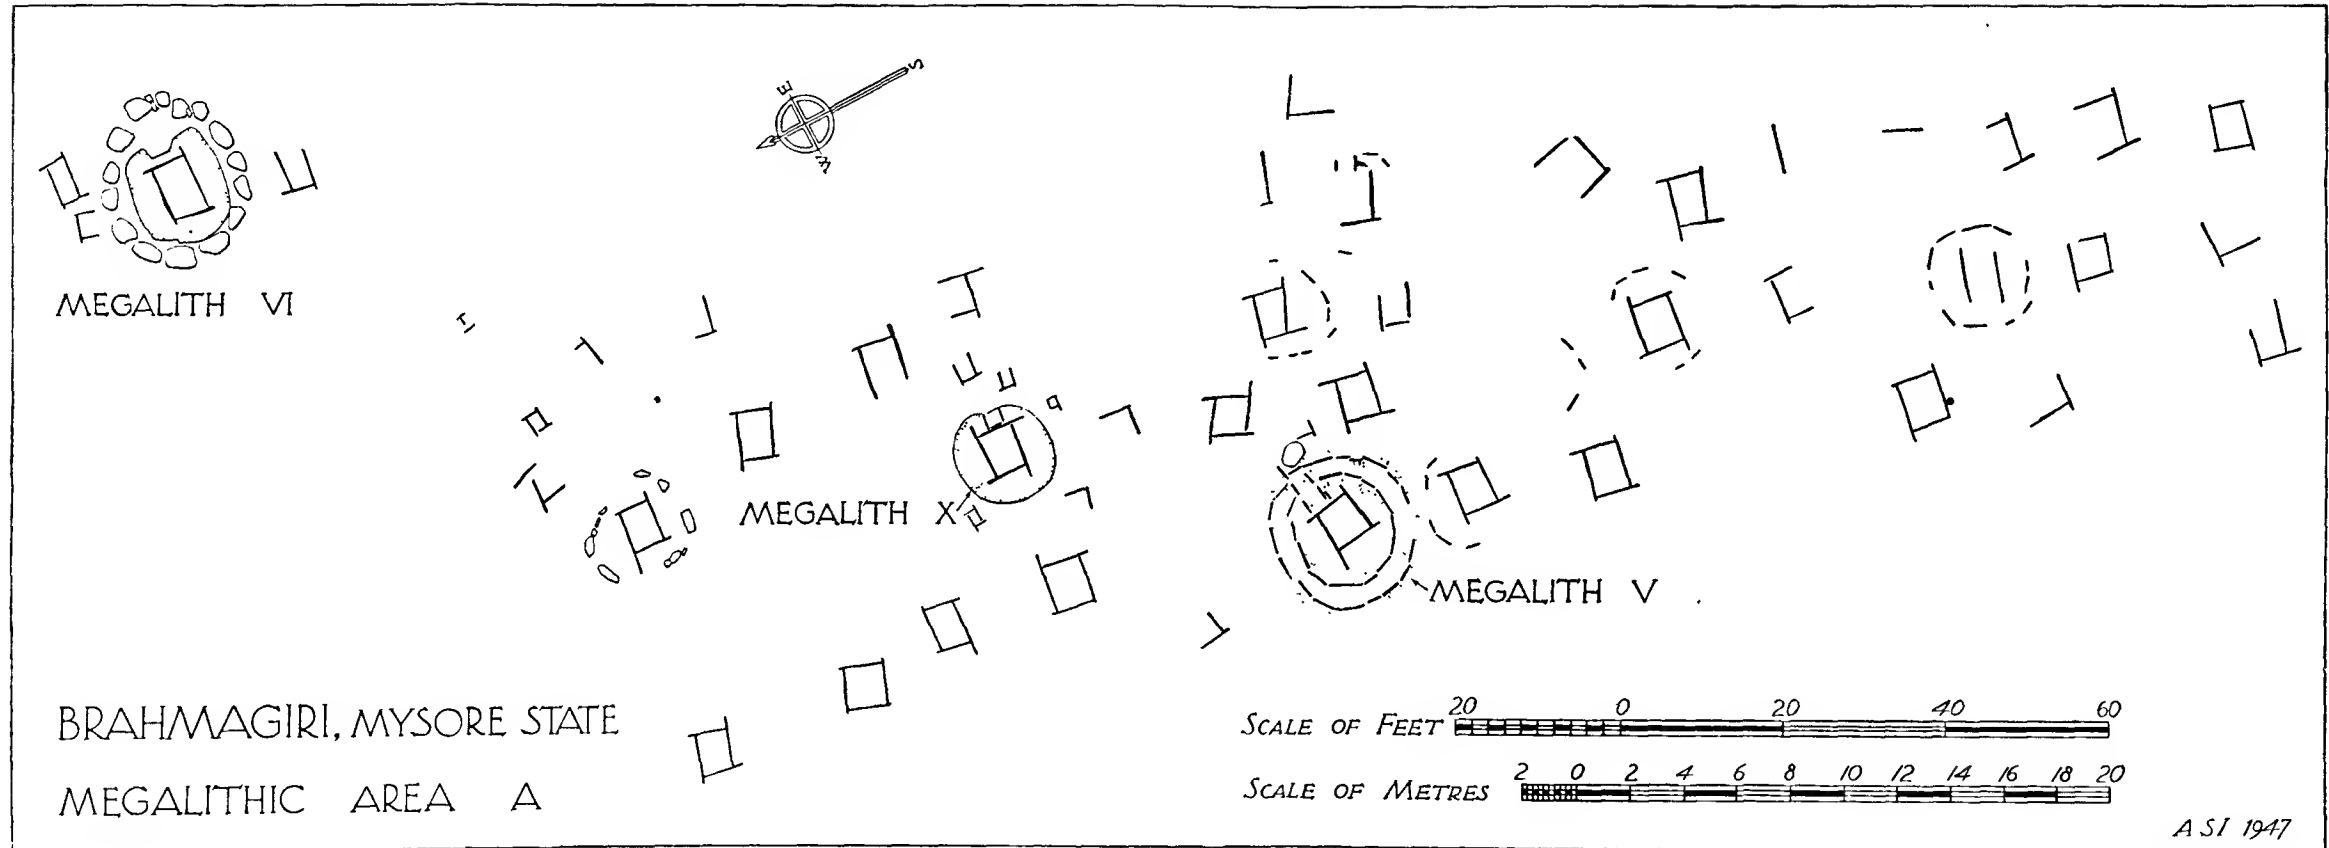 E
S
W
MEGALITH VI
MEGALITH X
MEGALITH V
BRAHMAGIRI, MYSORE STATE
MEGALITHIC AREA A
SCALE OF FEET 20 0 20 40 60
SCALE OF METRES 2 0 2 4 6 8 10 12 14 16 18 20
ASI 1947